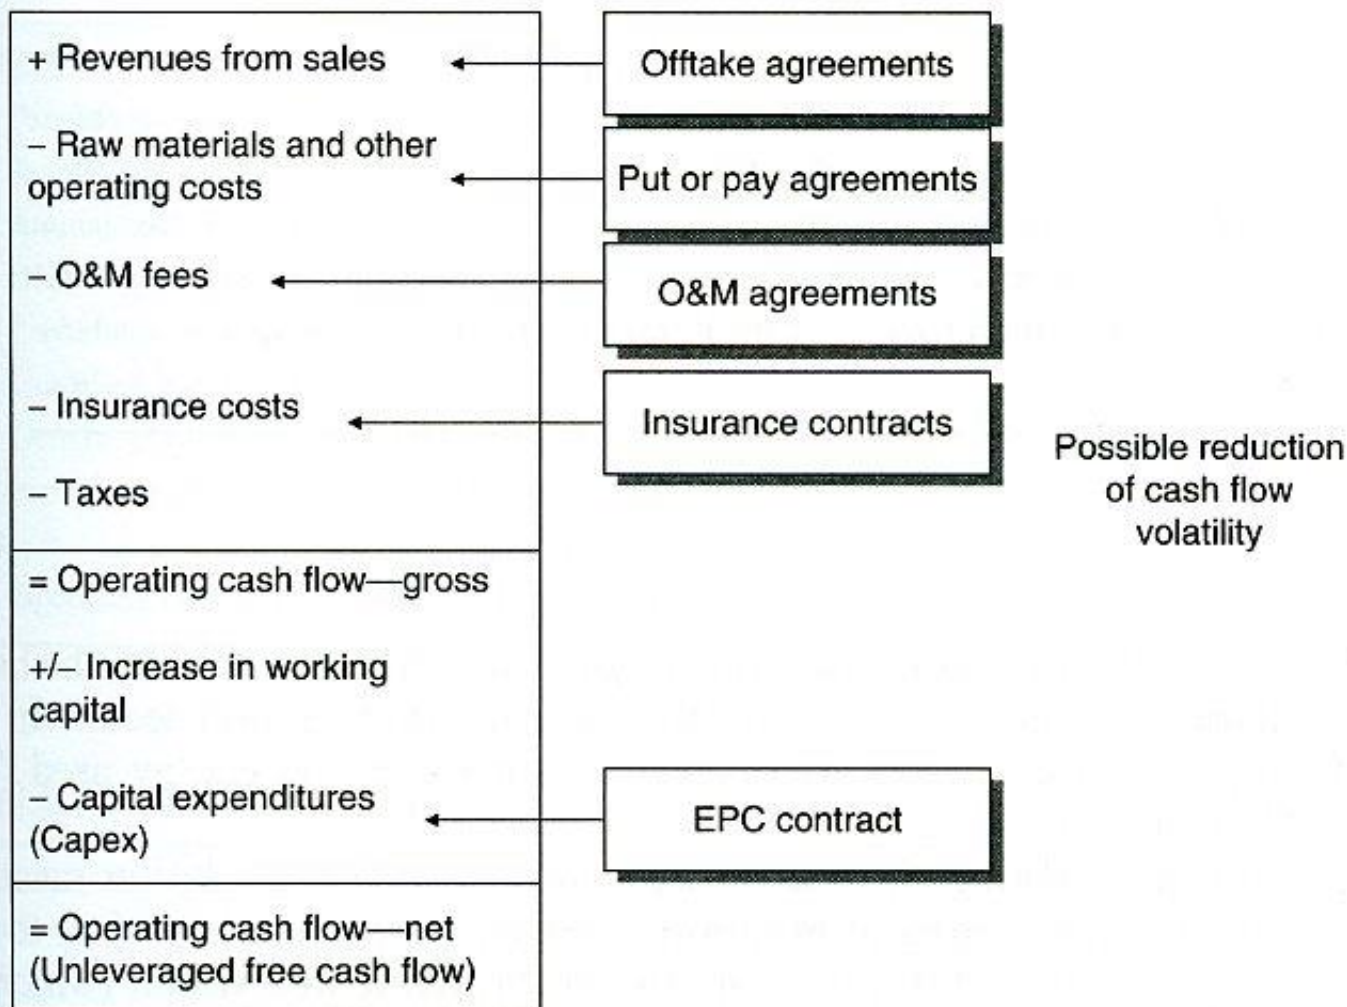 + Revenues from sales
Offtake agreements
– Raw materials and other
operating costs
Put or pay agreements
– O&M fees
O&M agreements
– Insurance costs
Insurance contracts
Possible reduction
of cash flow
volatility
– Taxes
= Operating cash flow—gross
+/– Increase in working
capital
– Capital expenditures
(Capex)
EPC contract
= Operating cash flow—net
(Unleveraged free cash flow)